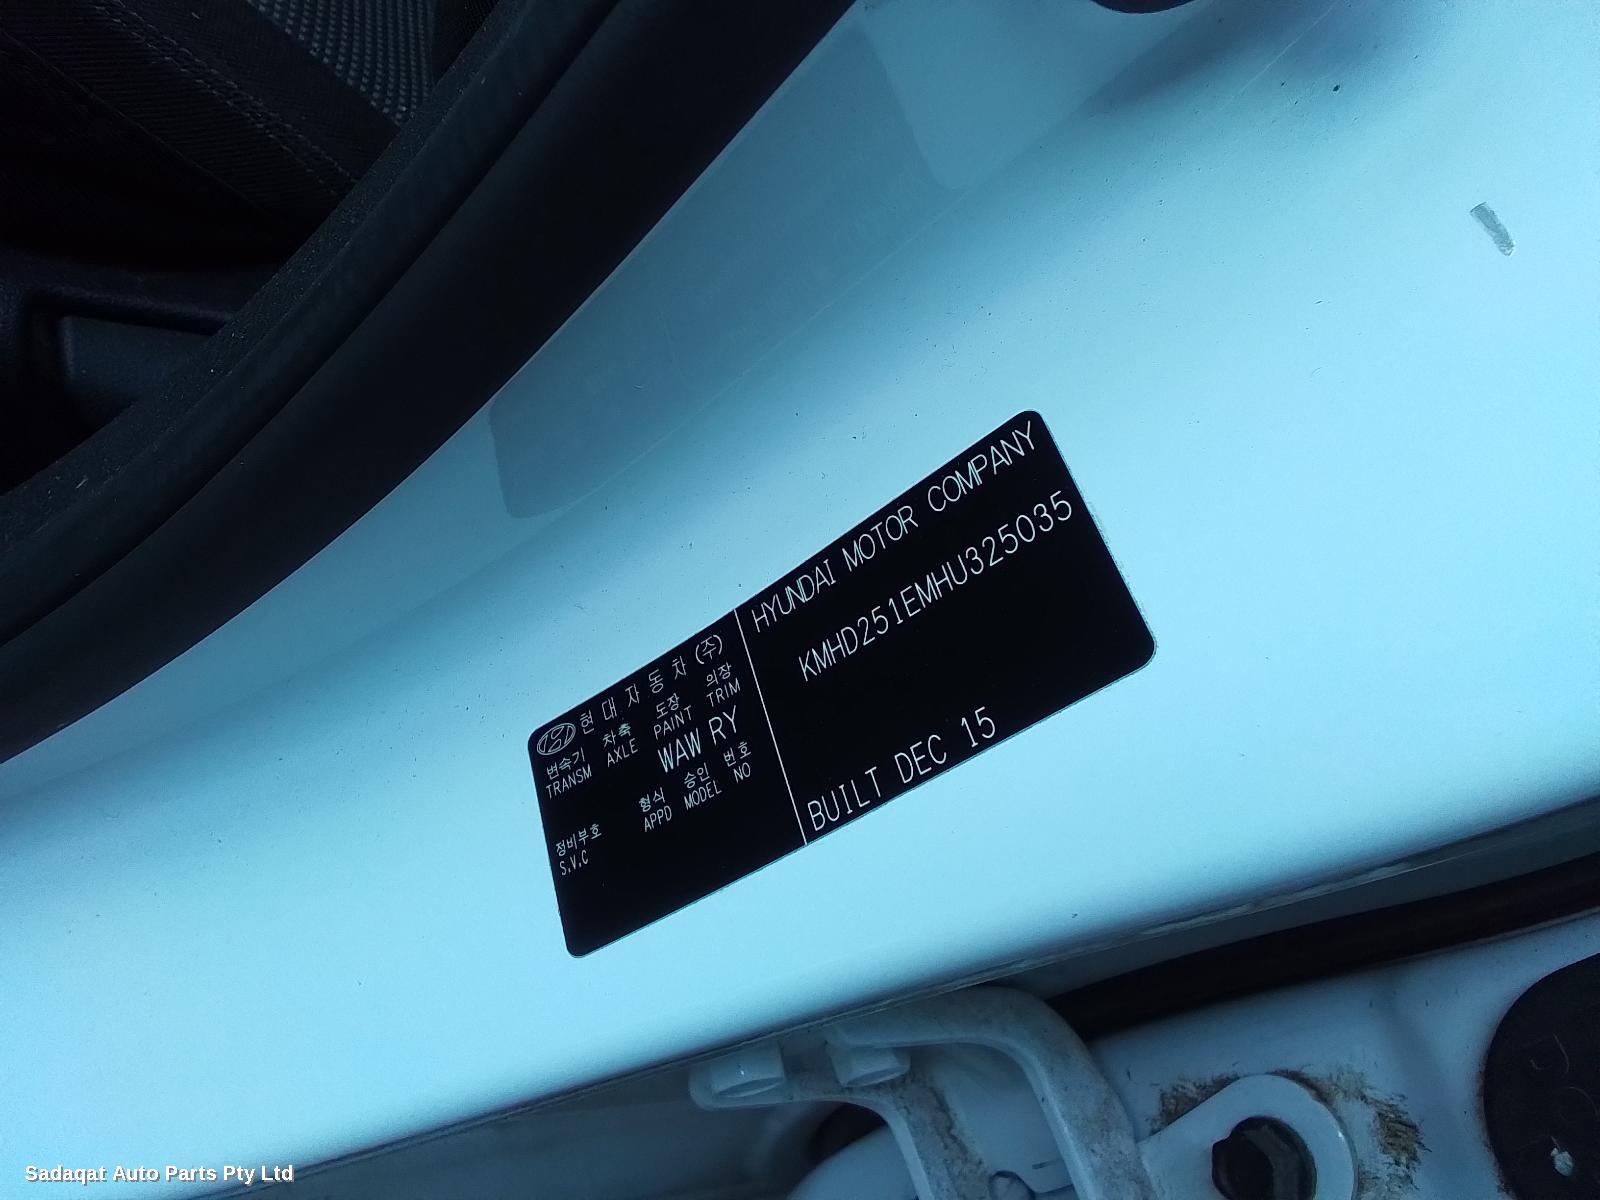 현대자동차(주)
변속기 차축 도장 의장
TRANSM AXLE PAINT TRIM
WAW RY
형식 승인 번호
APPD MODEL NO
정비부호
S.V.C
HYUNDAI MOTOR COMPANY
KMHD251EMHU325035
BUILT DEC 15
Sadaqat Auto Parts Pty Ltd